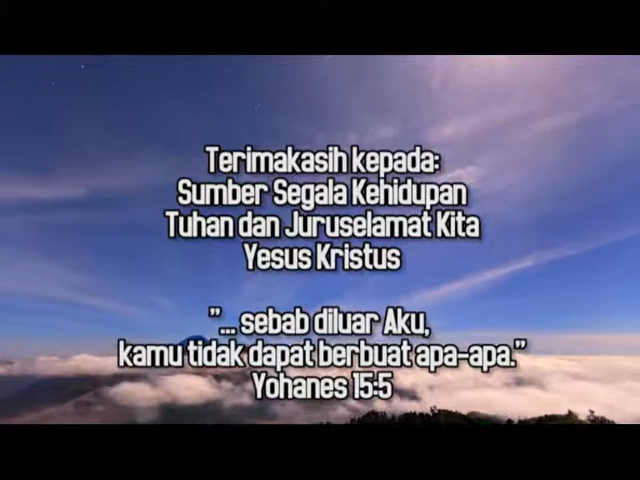 Terimakasih kepada:
Sumber Segala Kehidupan
Tuhan dan Juruselamat Kita
Yesus Kristus
"... sebab diluar Aku,
kamu tidak dapat berbuat apa-apa."
Yohanes 15:5